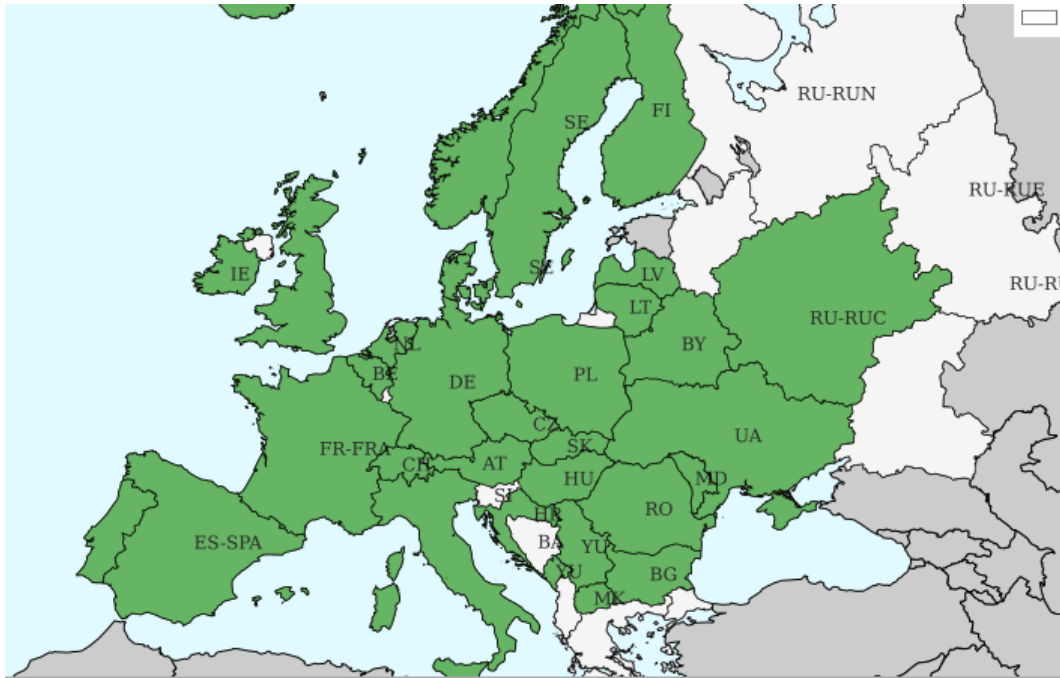 RU-RUN
FI
SE
RU-RUE
IE
SE
LV
RU-RU
LT
RU-RUC
NL
BY
BE
DE
PL
CZ
UA
FR-FRA
SK
CH
AT
HU
MD
SI
HR
RO
ES-SPA
BA
YU
YU
BG
MK